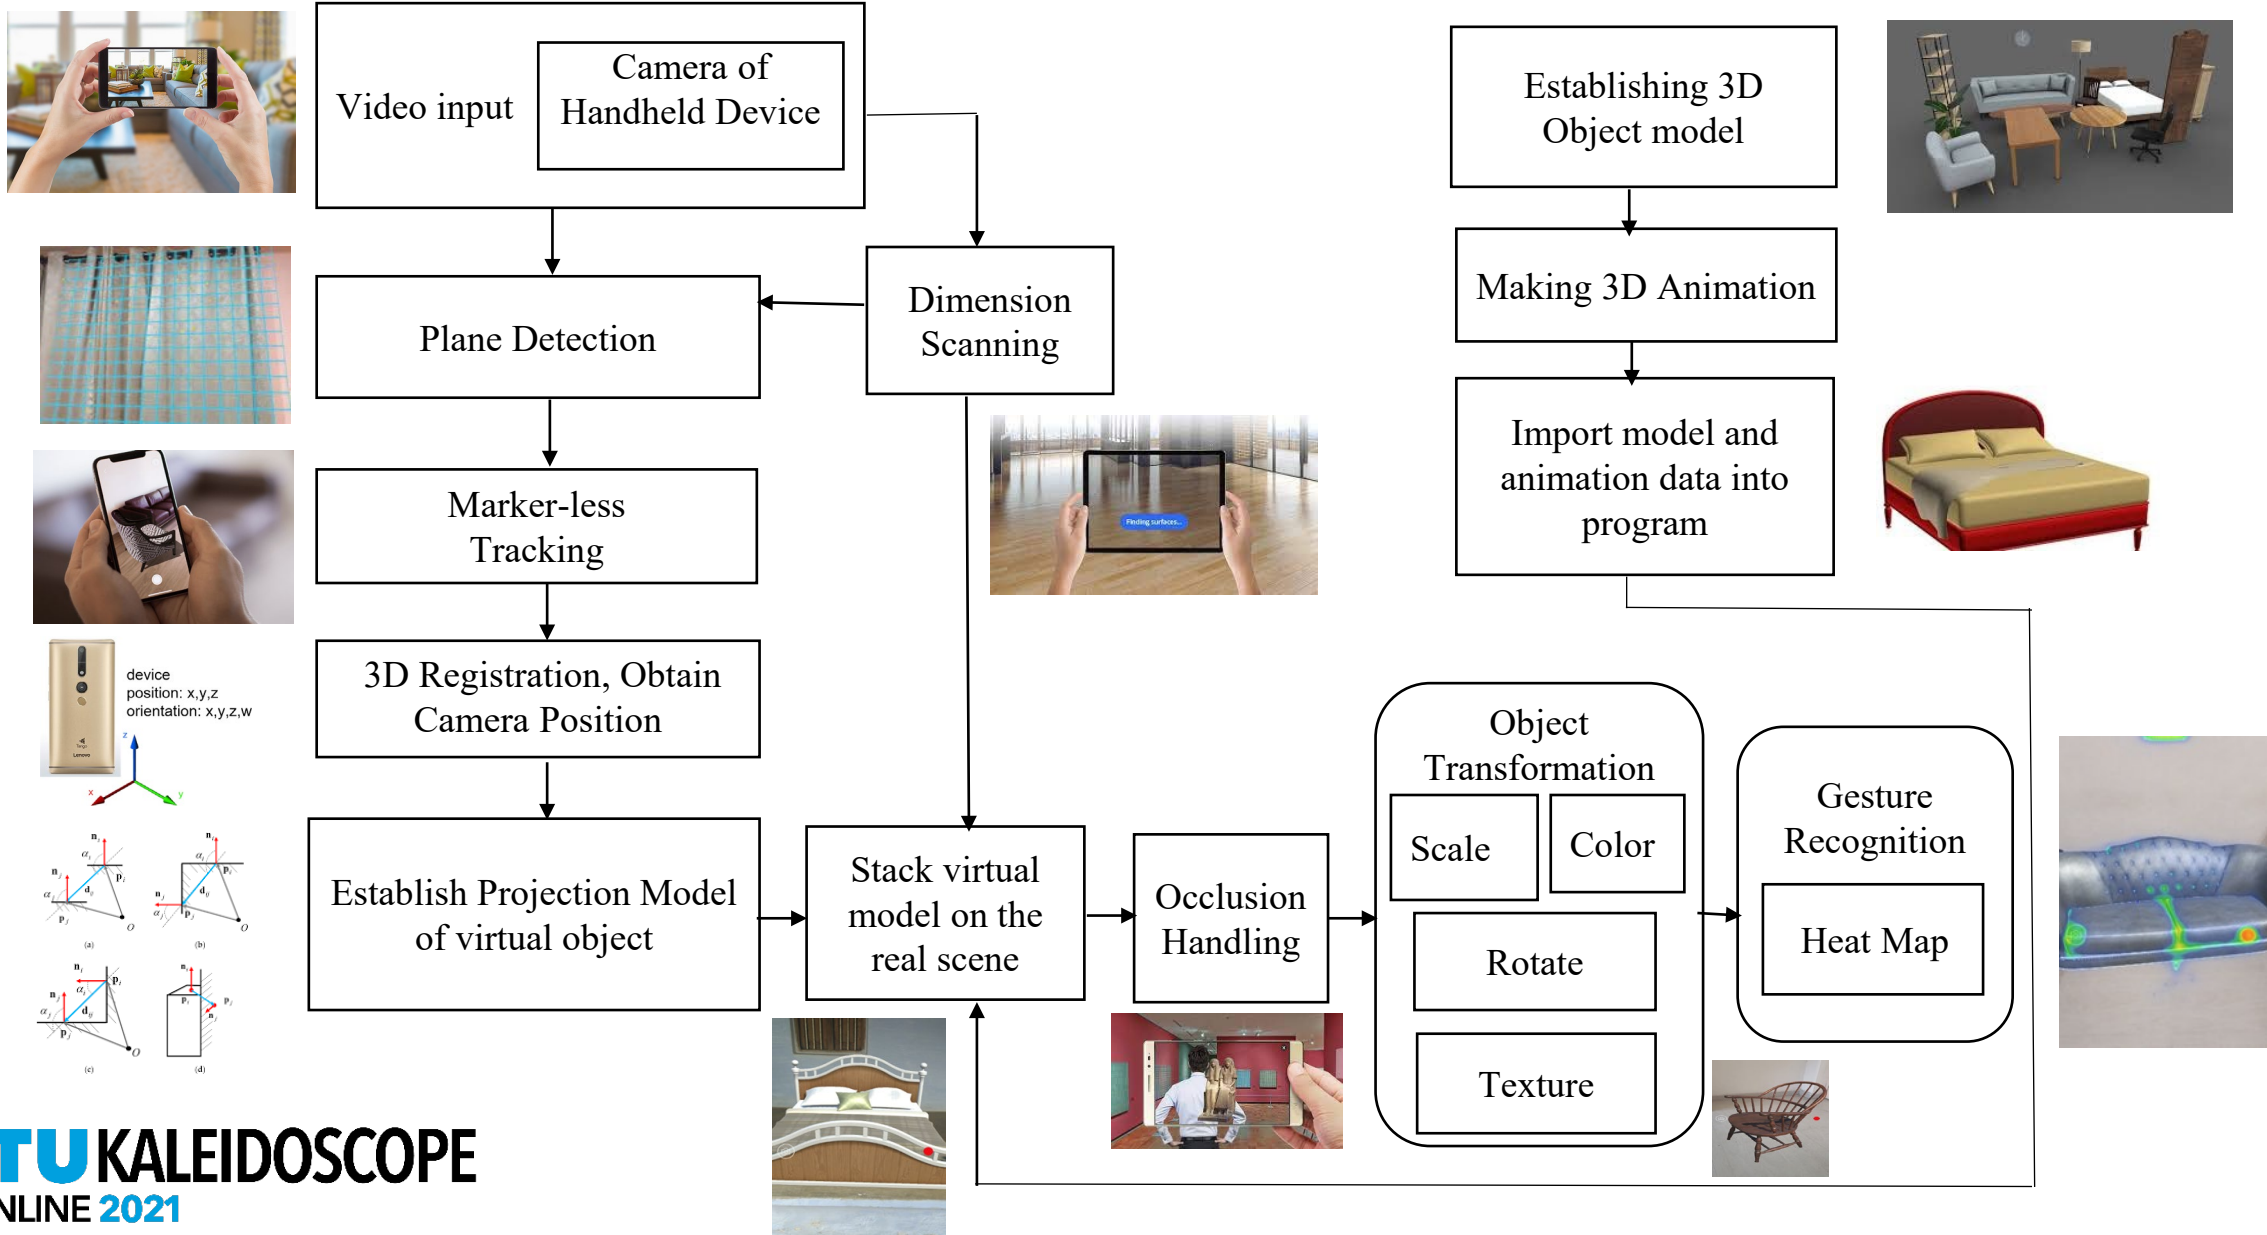 Video input
Camera of
Handheld Device
Establishing 3D
Object model
Dimension
Scanning
Making 3D Animation
Plane Detection
Import model and
animation data into
program
Marker-less
Tracking
Finding surfaces...
3D Registration, Obtain
Camera Position
device
position: x,y,z
orientation: x,y,z,w
Lenovo
z
x
y
Establish Projection Model
of virtual object
Stack virtual
model on the
real scene
Occlusion
Handling
Object
Transformation
Scale
Color
Rotate
Texture
Gesture
Recognition
Heat Map
(a)
(b)
(c)
(d)
TU KALEIDOSCOPE
NLINE 2021